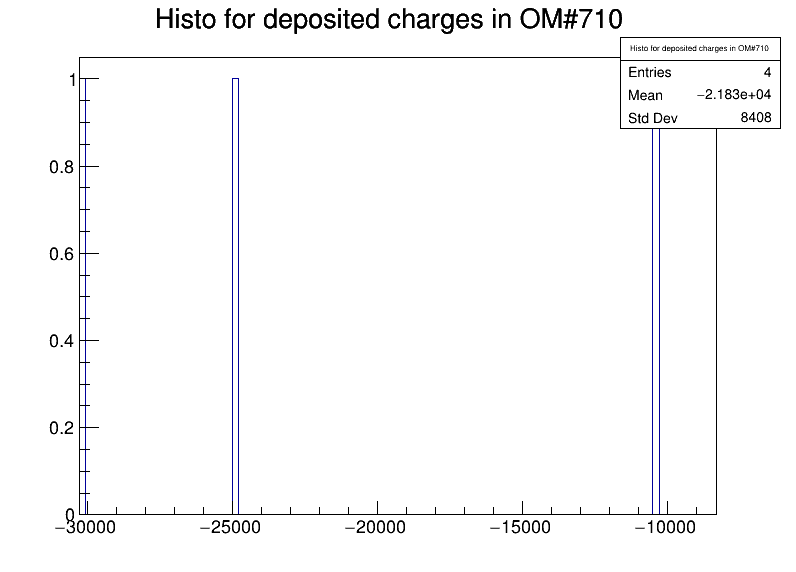 Histo for deposited charges in OM#710
Histo for deposited charges in OM#710
Entries 4
Mean −2.183e+04
Std Dev 8408
1
0.8
0.6
0.4
0.2
0
−30000 −25000 −20000 −15000 −10000